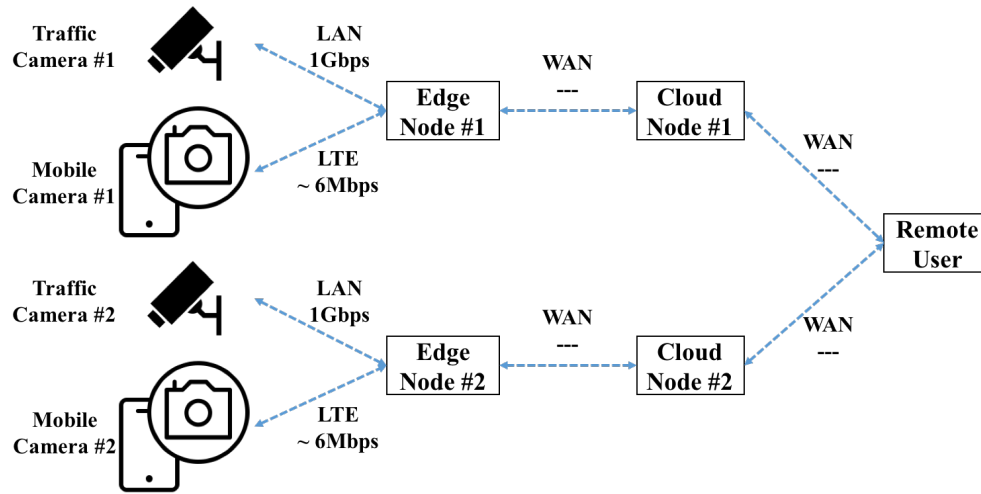 Traffic
Camera #1
LAN
1Gbps
WAN
---
Edge
Node #1
Cloud
Node #1
Mobile
Camera #1
LTE
~ 6Mbps
WAN
---
Remote
User
Traffic
Camera #2
LAN
1Gbps
WAN
---
WAN
---
Edge
Node #2
Cloud
Node #2
Mobile
Camera #2
LTE
~ 6Mbps